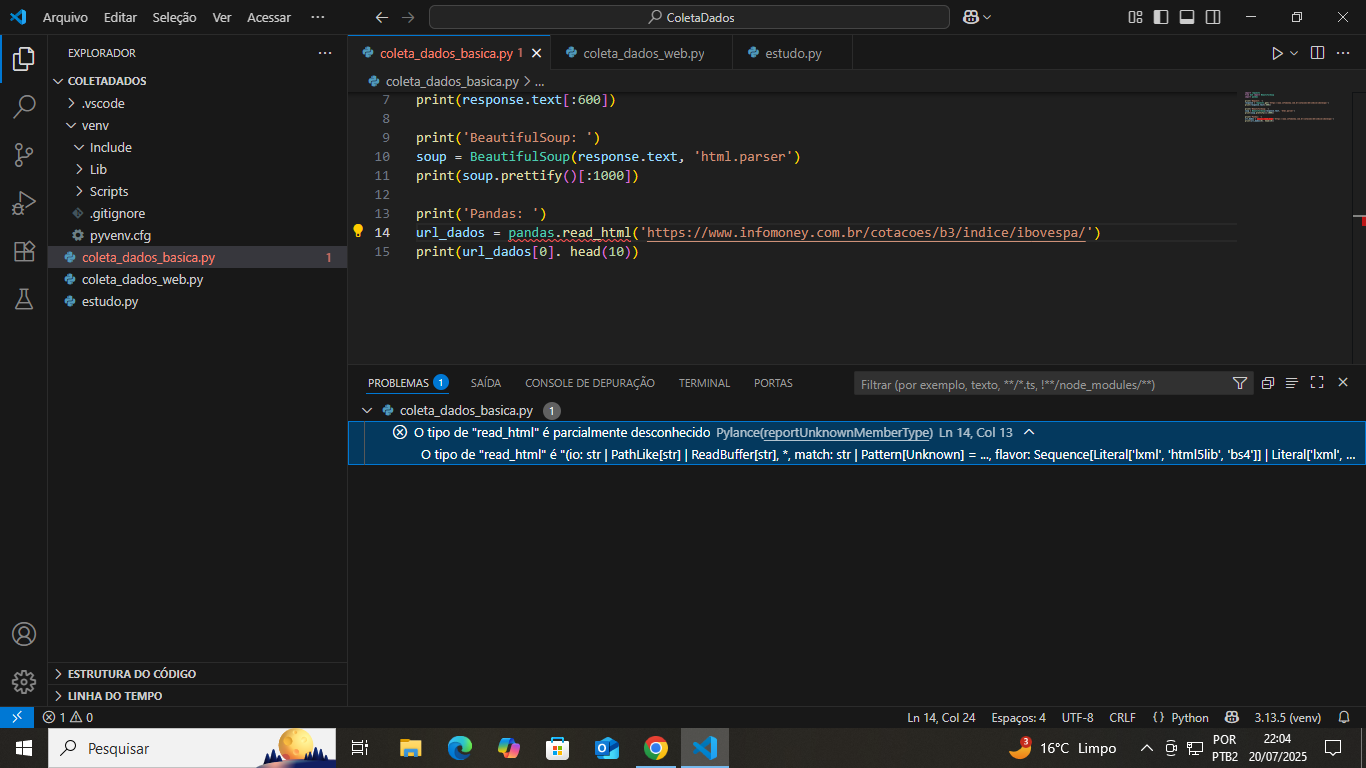 Arquivo Editar Seleção Ver Acessar ···
ColetaDados
EXPLORADOR ···
COLETADADOS
.vscode
venv
Include
Lib
Scripts
.gitignore
pyvenv.cfg
coleta_dados_basica.py 1
coleta_dados_web.py
estudo.py
ESTRUTURA DO CÓDIGO
LINHA DO TEMPO
coleta_dados_basica.py 1
coleta_dados_web.py
estudo.py
coleta_dados_basica.py > ...
7 print(response.text[:600])
8
9 print('BeautifulSoup: ')
10 soup = BeautifulSoup(response.text, 'html.parser')
11 print(soup.prettify()[:1000])
12
13 print('Pandas: ')
14 url_dados = pandas.read_html('https://www.infomoney.com.br/cotacoes/b3/indice/ibovespa/')
15 print(url_dados[0]. head(10))
PROBLEMAS 1 SAÍDA CONSOLE DE DEPURAÇÃO TERMINAL PORTAS
Filtrar (por exemplo, texto, **/*.ts, !**/node_modules/**)
coleta_dados_basica.py 1
O tipo de "read_html" é parcialmente desconhecido Pylance(reportUnknownMemberType) Ln 14, Col 13
O tipo de "read_html" é "(io: str | PathLike[str] | ReadBuffer[str], *, match: str | Pattern[Unknown] = ..., flavor: Sequence[Literal['lxml', 'html5lib', 'bs4']] | Literal['lxml', ...
1 0
Ln 14, Col 24 Espaços: 4 UTF-8 CRLF {} Python 3.13.5 (venv)
Pesquisar
3
16°C Limpo
POR
PTB2
22:04
20/07/2025